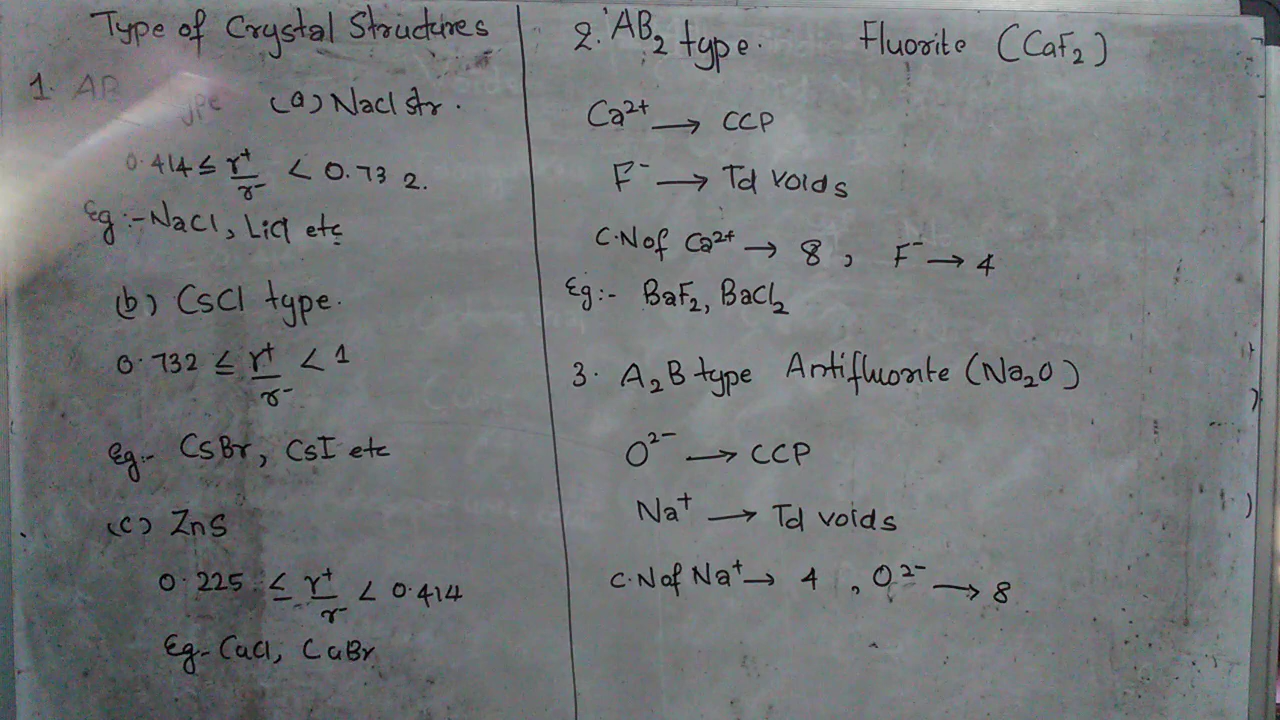 Type of Crystal Structures
1. AB type (a) NaCl str.
0.414 ≤ r+/r- < 0.732.
Eg:- NaCl, LiCl etc
(b) CsCl type.
0.732 ≤ r+/r- < 1
Eg:- CsBr, CsI etc
(c) ZnS
0.225 ≤ r+/r- < 0.414
Eg- CuCl, CuBr
2. AB₂ type. Fluorite (CaF₂)
Ca²⁺ → CCP
F⁻ → Td voids
C.N of Ca²⁺ → 8, F⁻ → 4
Eg:- BaF₂, BaCl₂
3. A₂B type Antifluorite (Na₂O)
O²⁻ → CCP
Na⁺ → Td voids
C.N of Na⁺ → 4, O²⁻ → 8